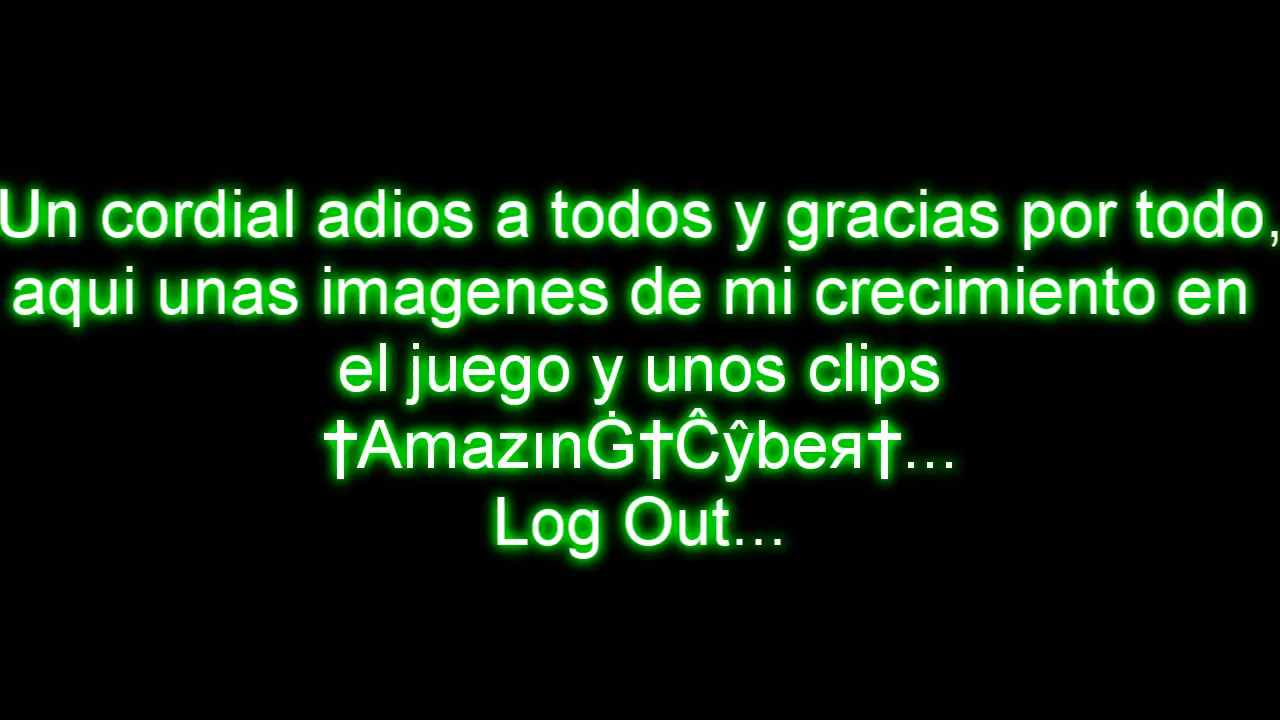 Un cordial adios a todos y gracias por todo,
aqui unas imagenes de mi crecimiento en
el juego y unos clips
†AmazınĠ†Ĉŷbeя†...
Log Out...